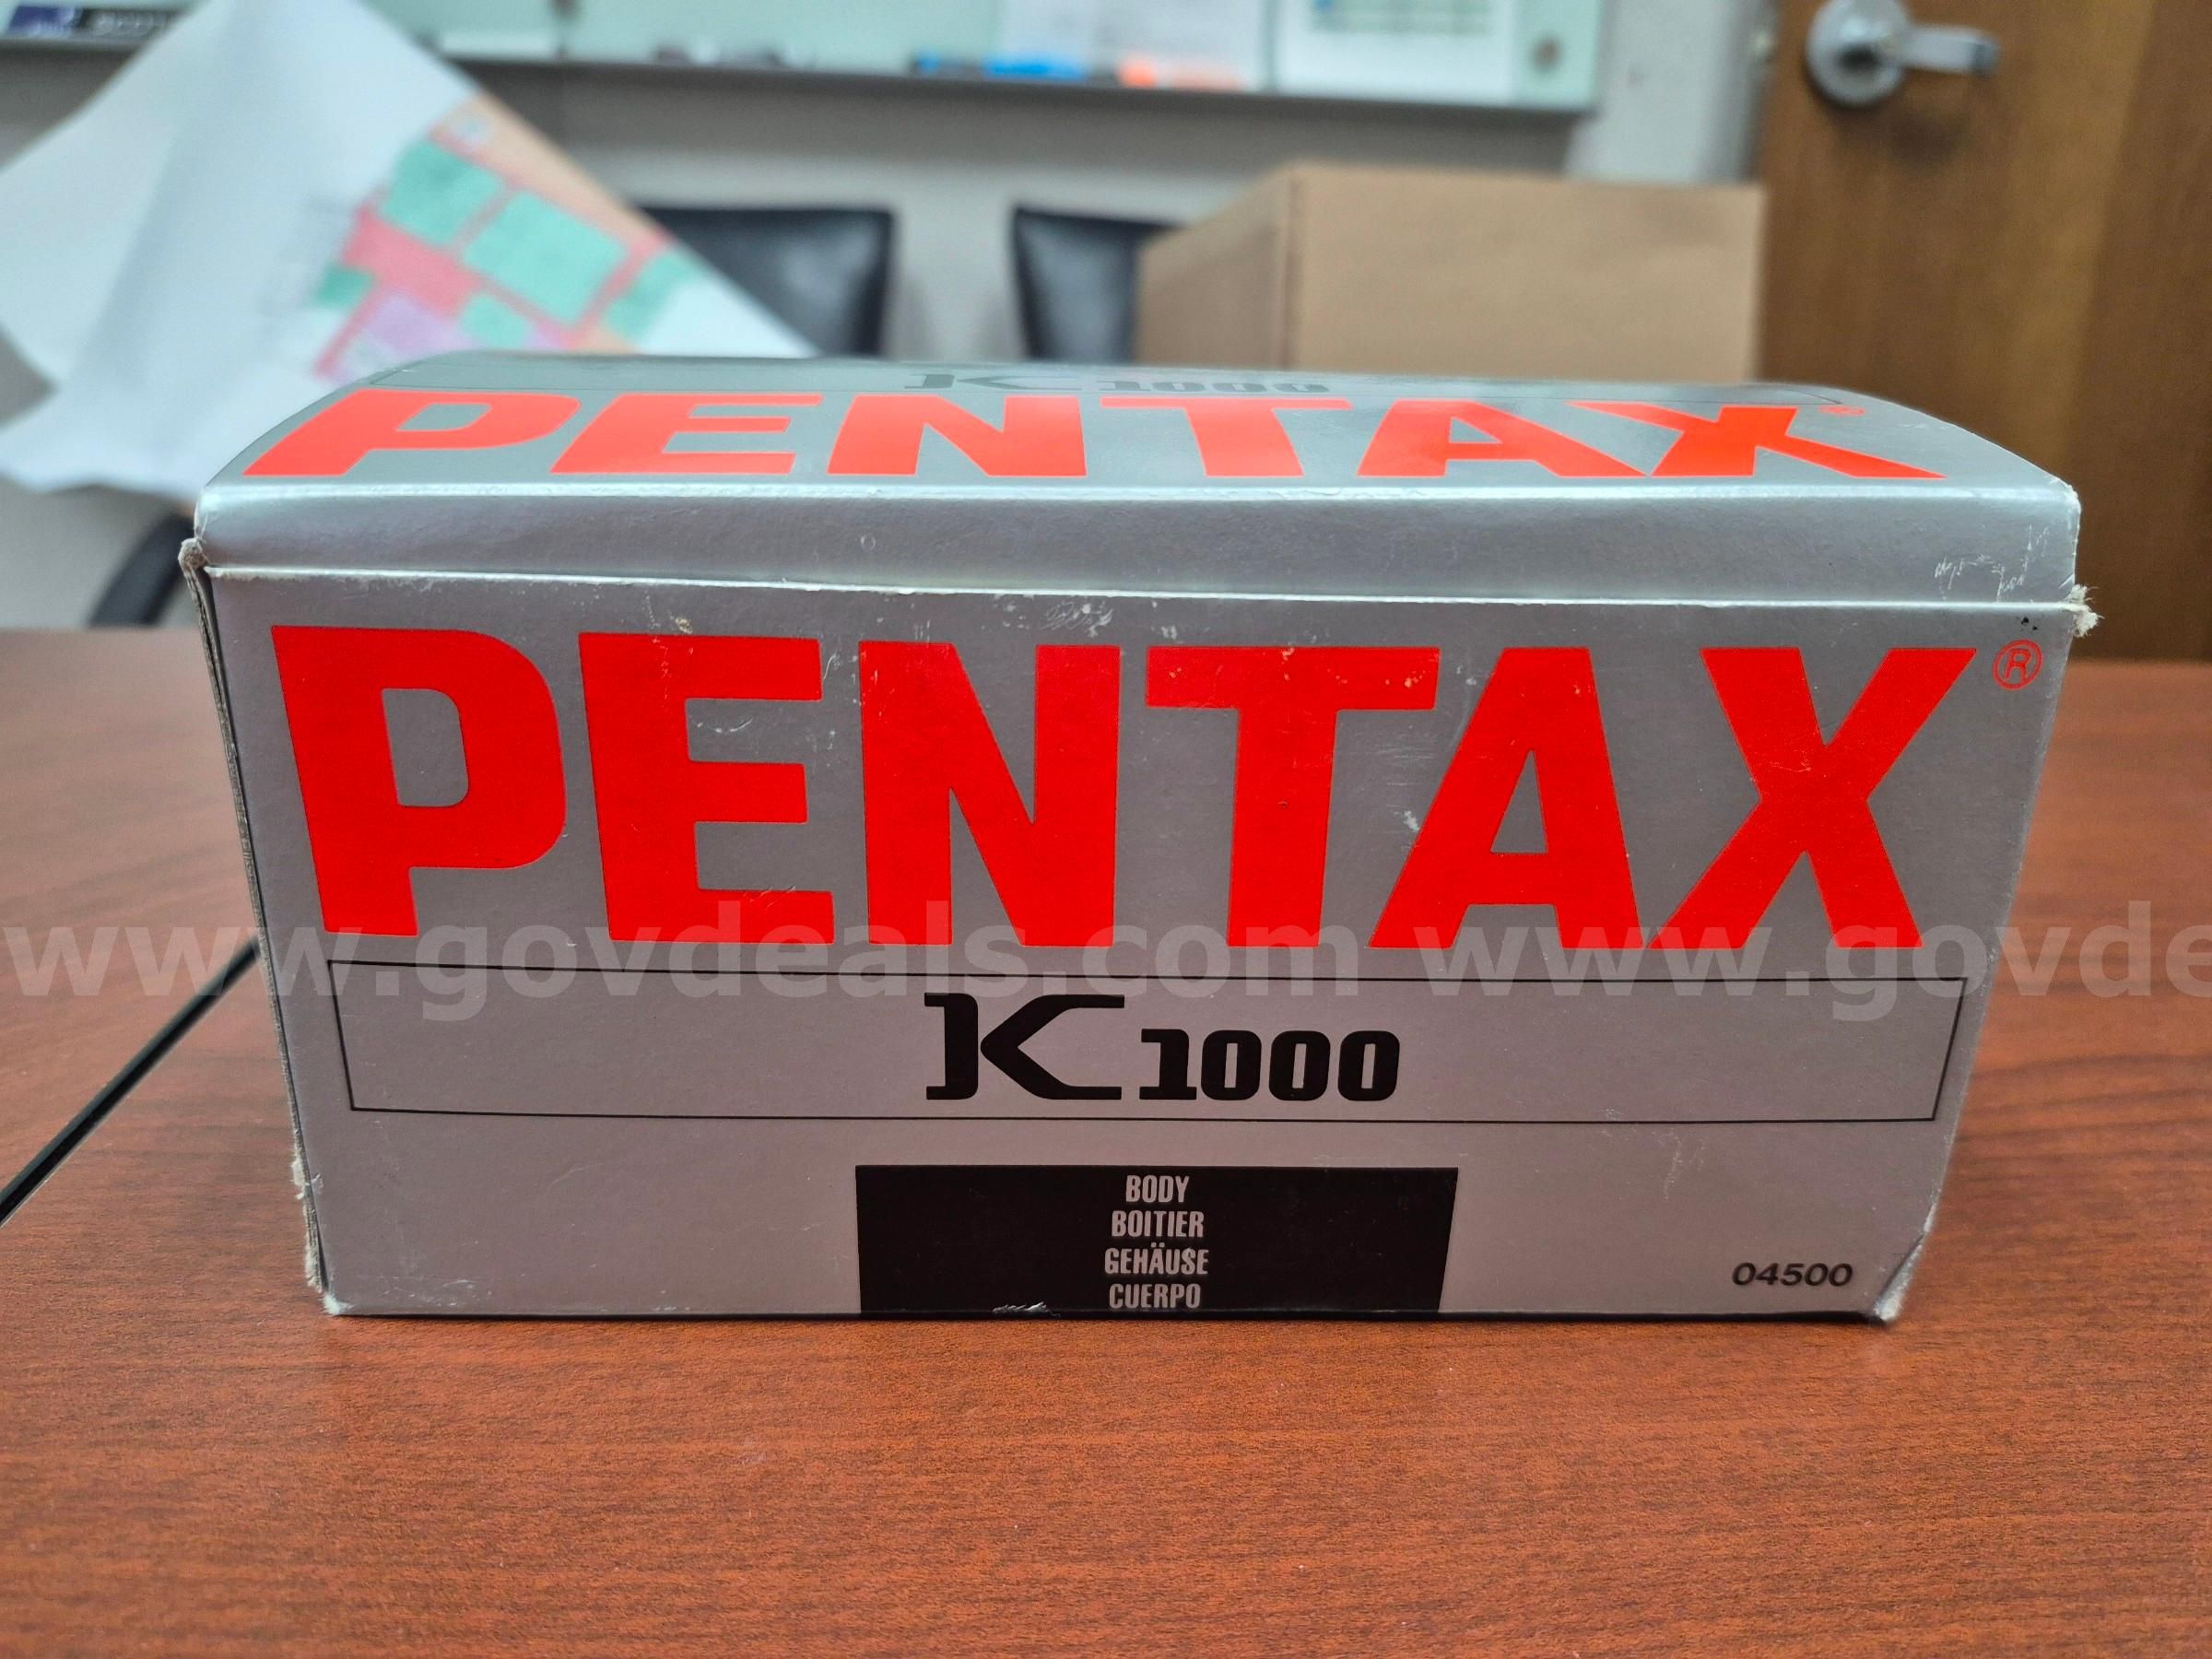 K1000
PENTAX®
PENTAX®
www.govdeals.com www.govde
K1000
BODY
BOITIER
GEHÄUSE
CUERPO
04500